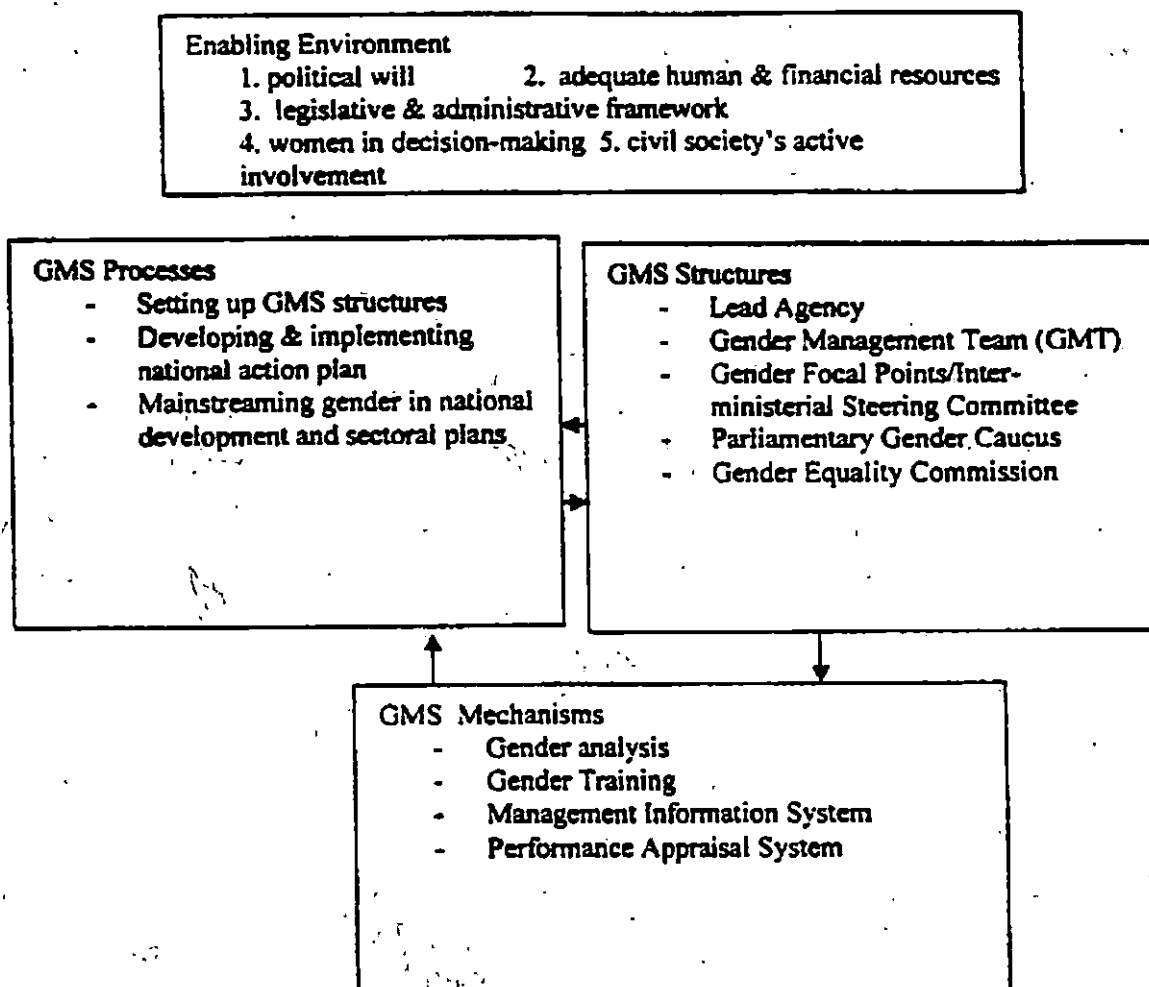 Enabling Environment
1. political will 2. adequate human & financial resources
3. legislative & administrative framework
4. women in decision-making 5. civil society's active
involvement
GMS Processes
- Setting up GMS structures
- Developing & implementing
national action plan
- Mainstreaming gender in national
development and sectoral plans
GMS Structures
- Lead Agency
- Gender Management Team (GMT)
- Gender Focal Points/Inter-
ministerial Steering Committee
- Parliamentary Gender Caucus
- Gender Equality Commission
GMS Mechanisms
- Gender analysis
- Gender Training
- Management Information System
- Performance Appraisal System